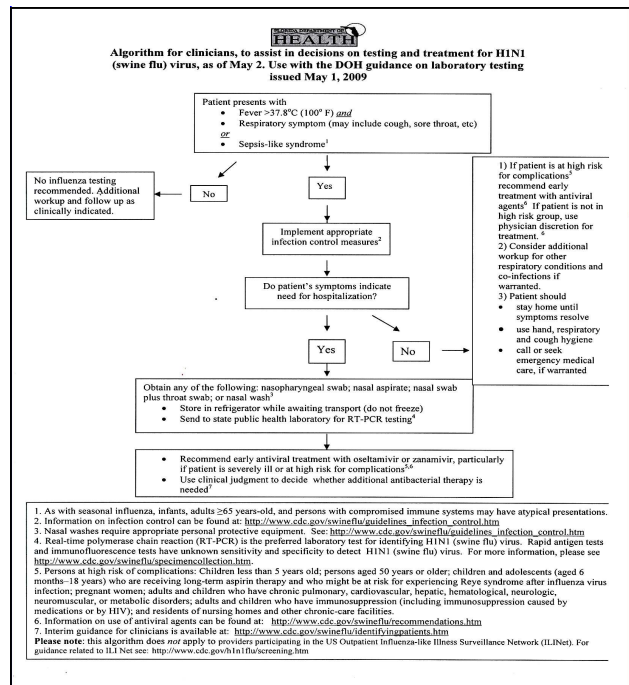 FLORIDA DEPARTMENT OF
HEALTH
Algorithm for clinicians, to assist in decisions on testing and treatment for H1N1
(swine flu) virus, as of May 2. Use with the DOH guidance on laboratory testing
issued May 1, 2009
Patient presents with
• Fever >37.8°C (100° F) and
• Respiratory symptom (may include cough, sore throat, etc)
or
• Sepsis-like syndrome1
No influenza testing
recommended. Additional
workup and follow up as
clinically indicated.
No
Yes
Implement appropriate
infection control measures2
Do patient's symptoms indicate
need for hospitalization?
Yes
No
1) If patient is at high risk
for complications5
recommend early
treatment with antiviral
agents6 If patient is not in
high risk group, use
physician discretion for
treatment. 6
2) Consider additional
workup for other
respiratory conditions and
co-infections if
warranted.
3) Patient should
• stay home until
symptoms resolve
• use hand, respiratory
and cough hygiene
• call or seek
emergency medical
care, if warranted
Obtain any of the following: nasopharyngeal swab; nasal aspirate; nasal swab
plus throat swab; or nasal wash3
• Store in refrigerator while awaiting transport (do not freeze)
• Send to state public health laboratory for RT-PCR testing4
• Recommend early antiviral treatment with oseltamivir or zanamivir, particularly
if patient is severely ill or at high risk for complications5,6
• Use clinical judgment to decide whether additional antibacterial therapy is
needed7
1. As with seasonal influenza, infants, adults ≥65 years-old, and persons with compromised immune systems may have atypical presentations.
2. Information on infection control can be found at: http://www.cdc.gov/swineflu/guidelines_infection_control.htm
3. Nasal washes require appropriate personal protective equipment. See: http://www.cdc.gov/swineflu/guidelines_infection_control.htm
4. Real-time polymerase chain reaction (RT-PCR) is the preferred laboratory test for identifying H1N1 (swine flu) virus. Rapid antigen tests
and immunofluorescence tests have unknown sensitivity and specificity to detect H1N1 (swine flu) virus. For more information, please see
http://www.cdc.gov/swineflu/specimencollection.htm.
5. Persons at high risk of complications: Children less than 5 years old; persons aged 50 years or older; children and adolescents (aged 6
months–18 years) who are receiving long-term aspirin therapy and who might be at risk for experiencing Reye syndrome after influenza virus
infection; pregnant women; adults and children who have chronic pulmonary, cardiovascular, hepatic, hematological, neurologic,
neuromuscular, or metabolic disorders; adults and children who have immunosuppression (including immunosuppression caused by
medications or by HIV); and residents of nursing homes and other chronic-care facilities.
6. Information on use of antiviral agents can be found at: http://www.cdc.gov/swineflu/recommendations.htm
7. Interim guidance for clinicians is available at: http://www.cdc.gov/swineflu/identifyingpatients.htm
Please note: this algorithm does not apply to providers participating in the US Outpatient Influenza-like Illness Surveillance Network (ILINet). For
guidance related to ILI Net see: http://www.cdc.gov/h1n1flu/screening.htm